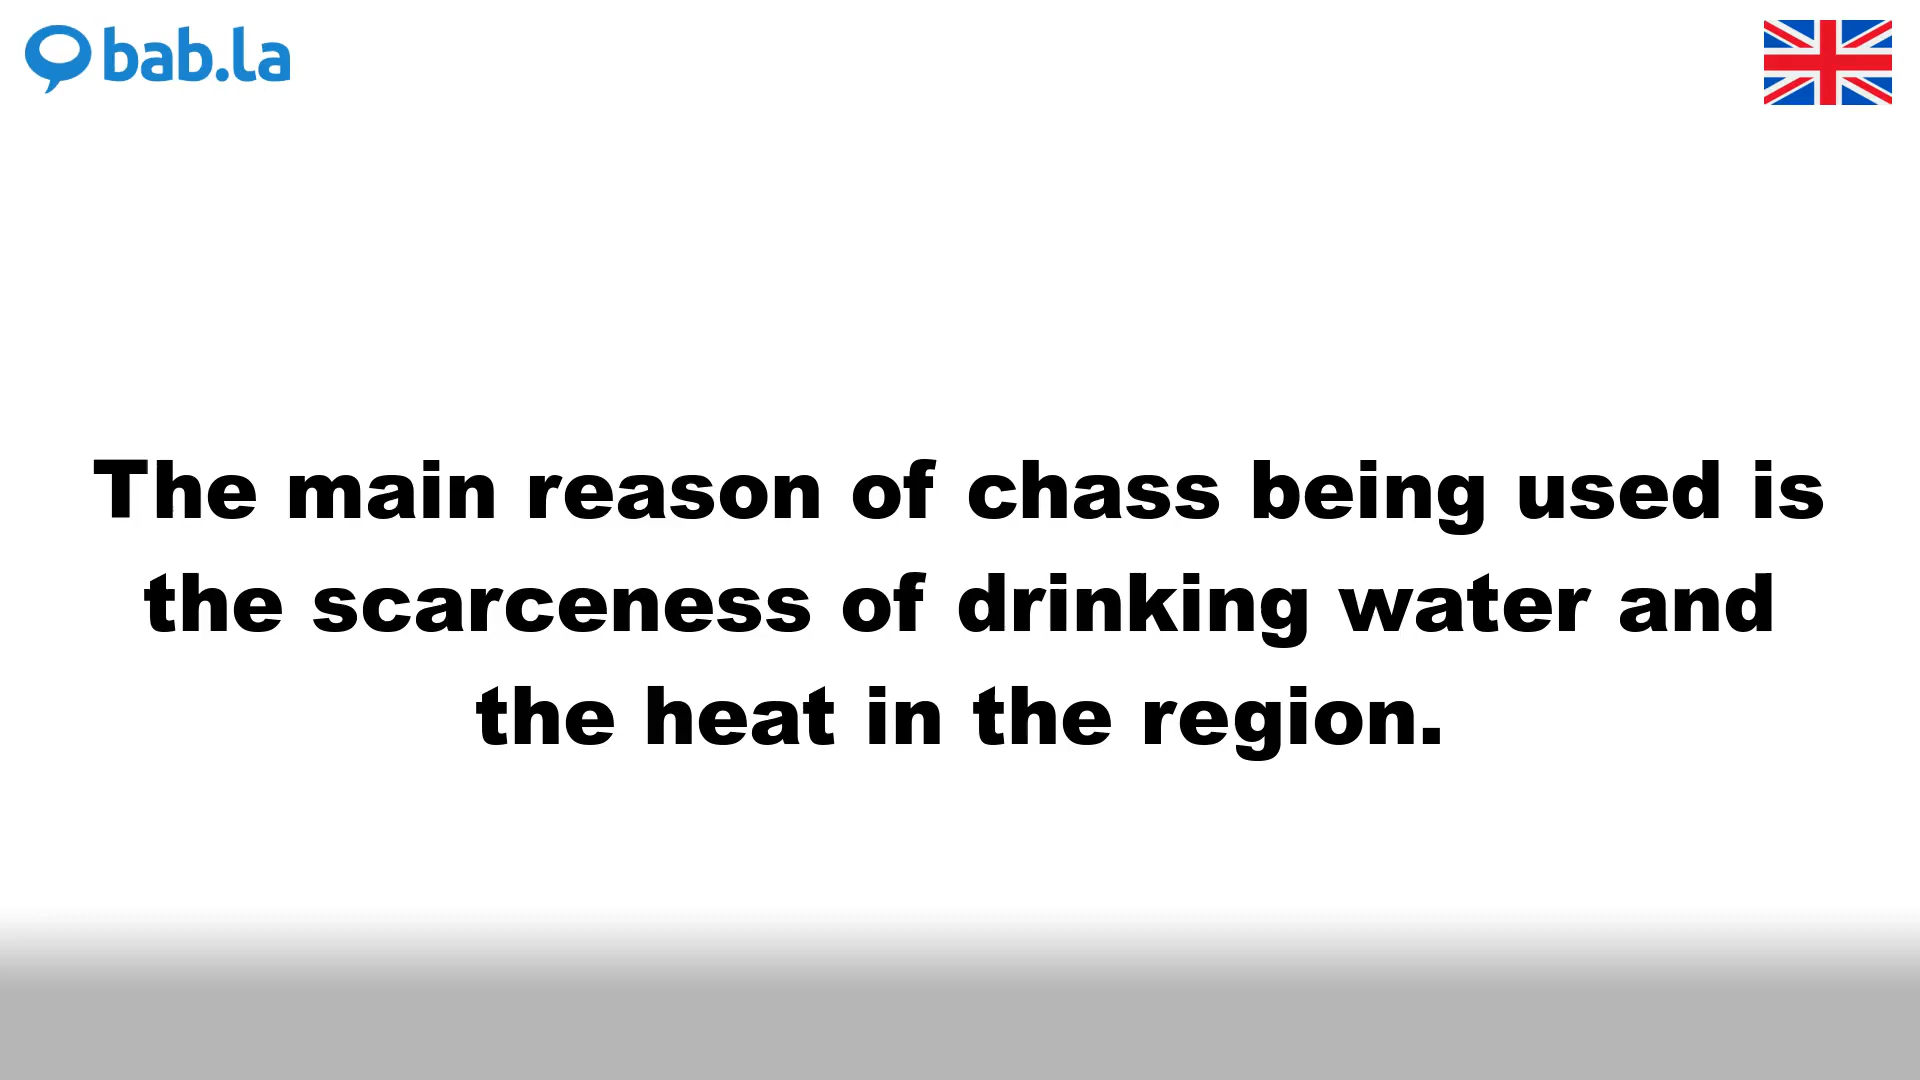 bab.la
The main reason of chass being used is
the scarceness of drinking water and
the heat in the region.